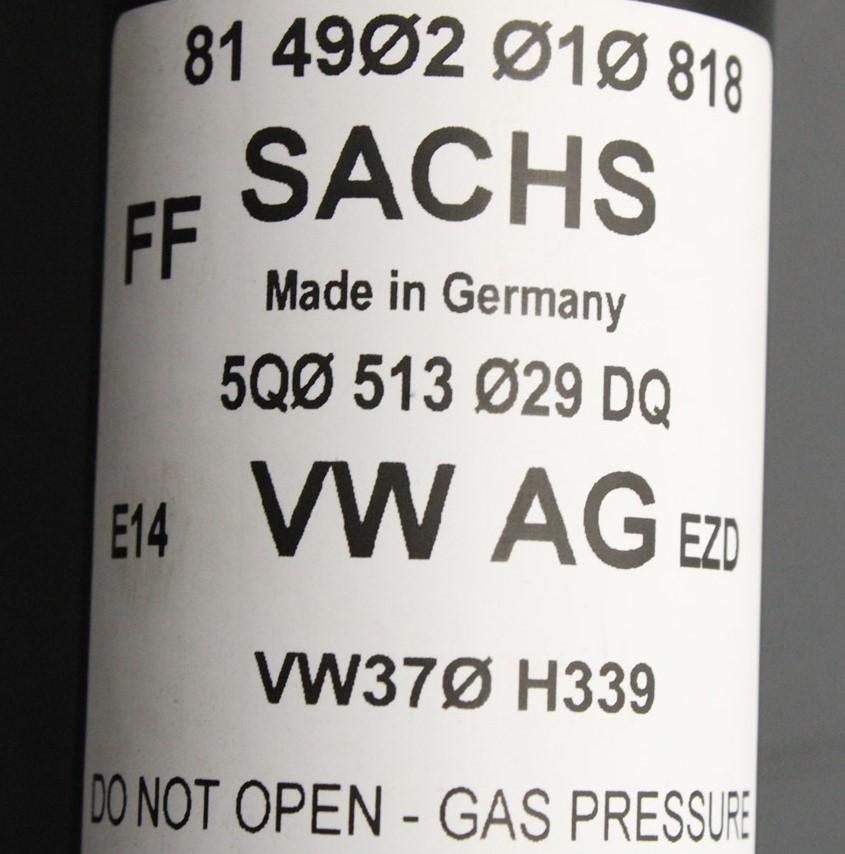 81 49Ø2 Ø1Ø 818
SACHS
FF
Made in Germany
5QØ 513 Ø29 DQ
E14 VW AG EZD
VW37Ø H339
DO NOT OPEN - GAS PRESSURE